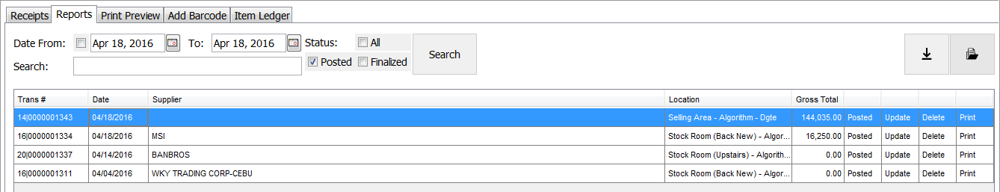 Receipts Reports Print Preview Add Barcode Item Ledger
Date From: Apr 18, 2016 To: Apr 18, 2016 Status: All
Search: Posted Finalized Search
Trans # Date Supplier Location Gross Total
14|0000001343 04/18/2016 Selling Area - Algorithm - Dgte 144,035.00 Posted Update Delete Print
16|0000001334 04/18/2016 MSI Stock Room (Back New) - Algor... 16,250.00 Posted Update Delete Print
20|0000001337 04/14/2016 BANBROS Stock Room (Upstairs) - Algorith... 0.00 Posted Update Delete Print
16|0000001311 04/04/2016 WKY TRADING CORP-CEBU Stock Room (Back New) - Algor... 0.00 Posted Update Delete Print